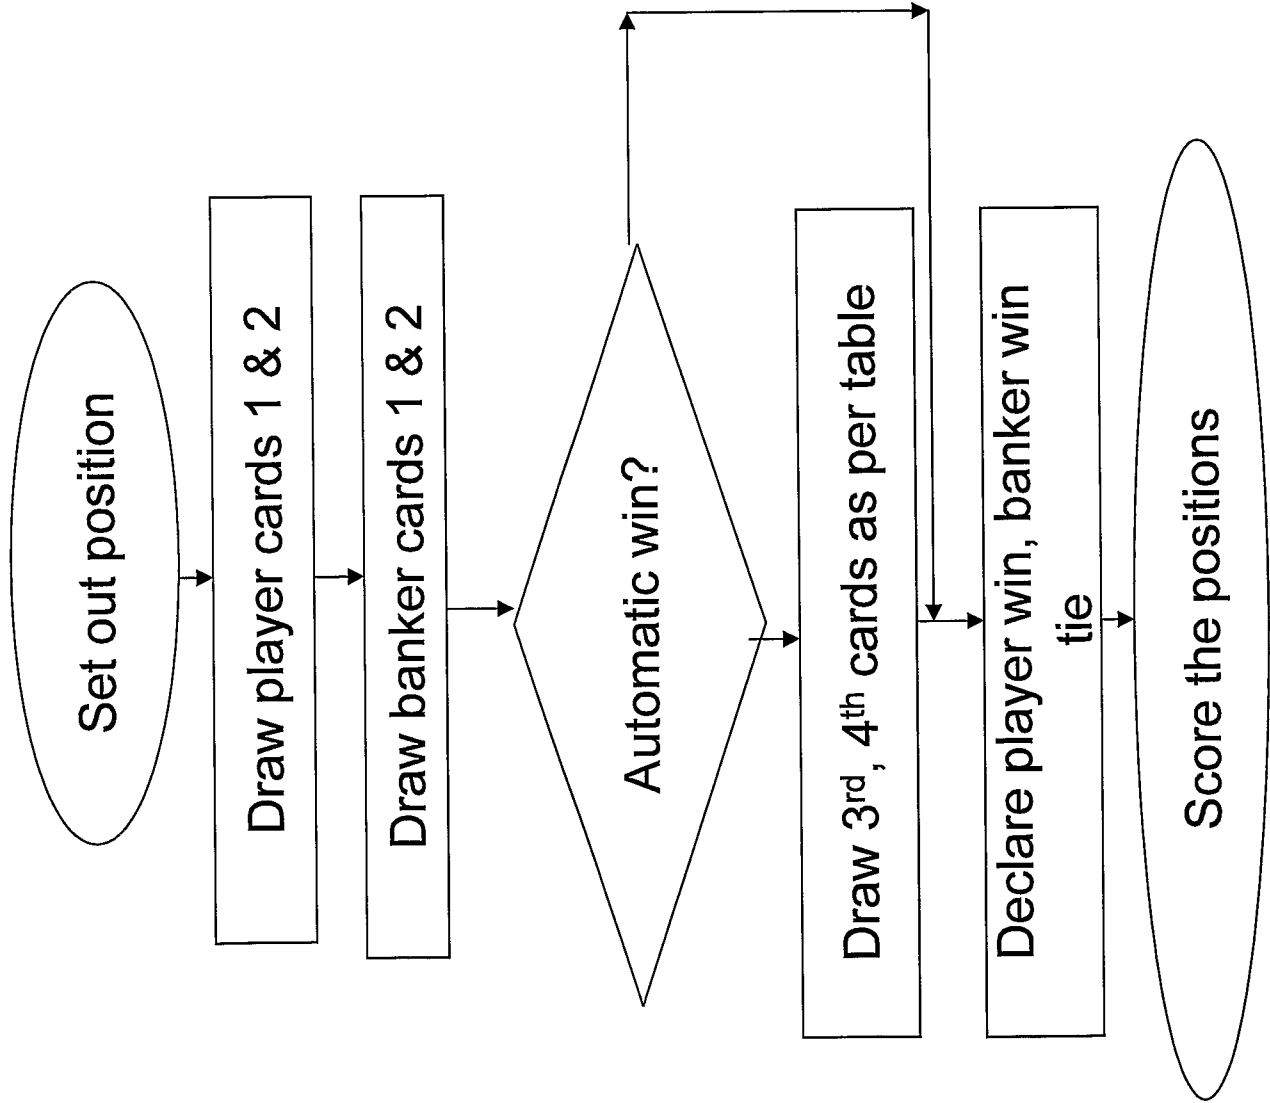 Set out position
Draw player cards 1 & 2
Draw banker cards 1 & 2
Automatic win?
Draw 3rd, 4th cards as per table
Declare player win, banker win
tie
Score the positions